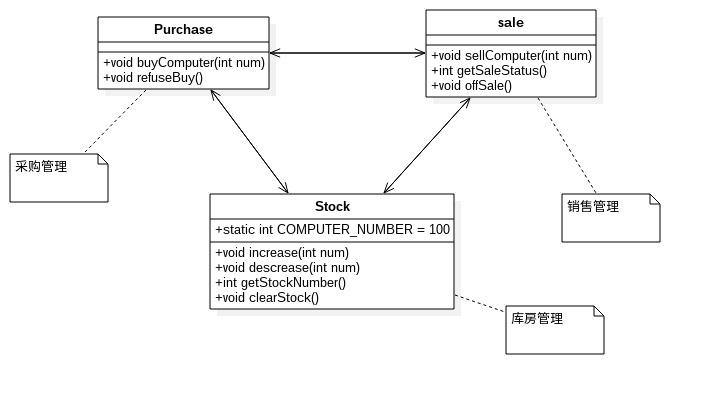 Purchase
+void buyComputer(int num)
+void refuseBuy()
sale
+void sellComputer(int num)
+int getSaleStatus()
+void offSale()
采购管理
销售管理
Stock
+static int COMPUTER_NUMBER = 100
+void increase(int num)
+void descrease(int num)
+int getStockNumber()
+void clearStock()
库房管理